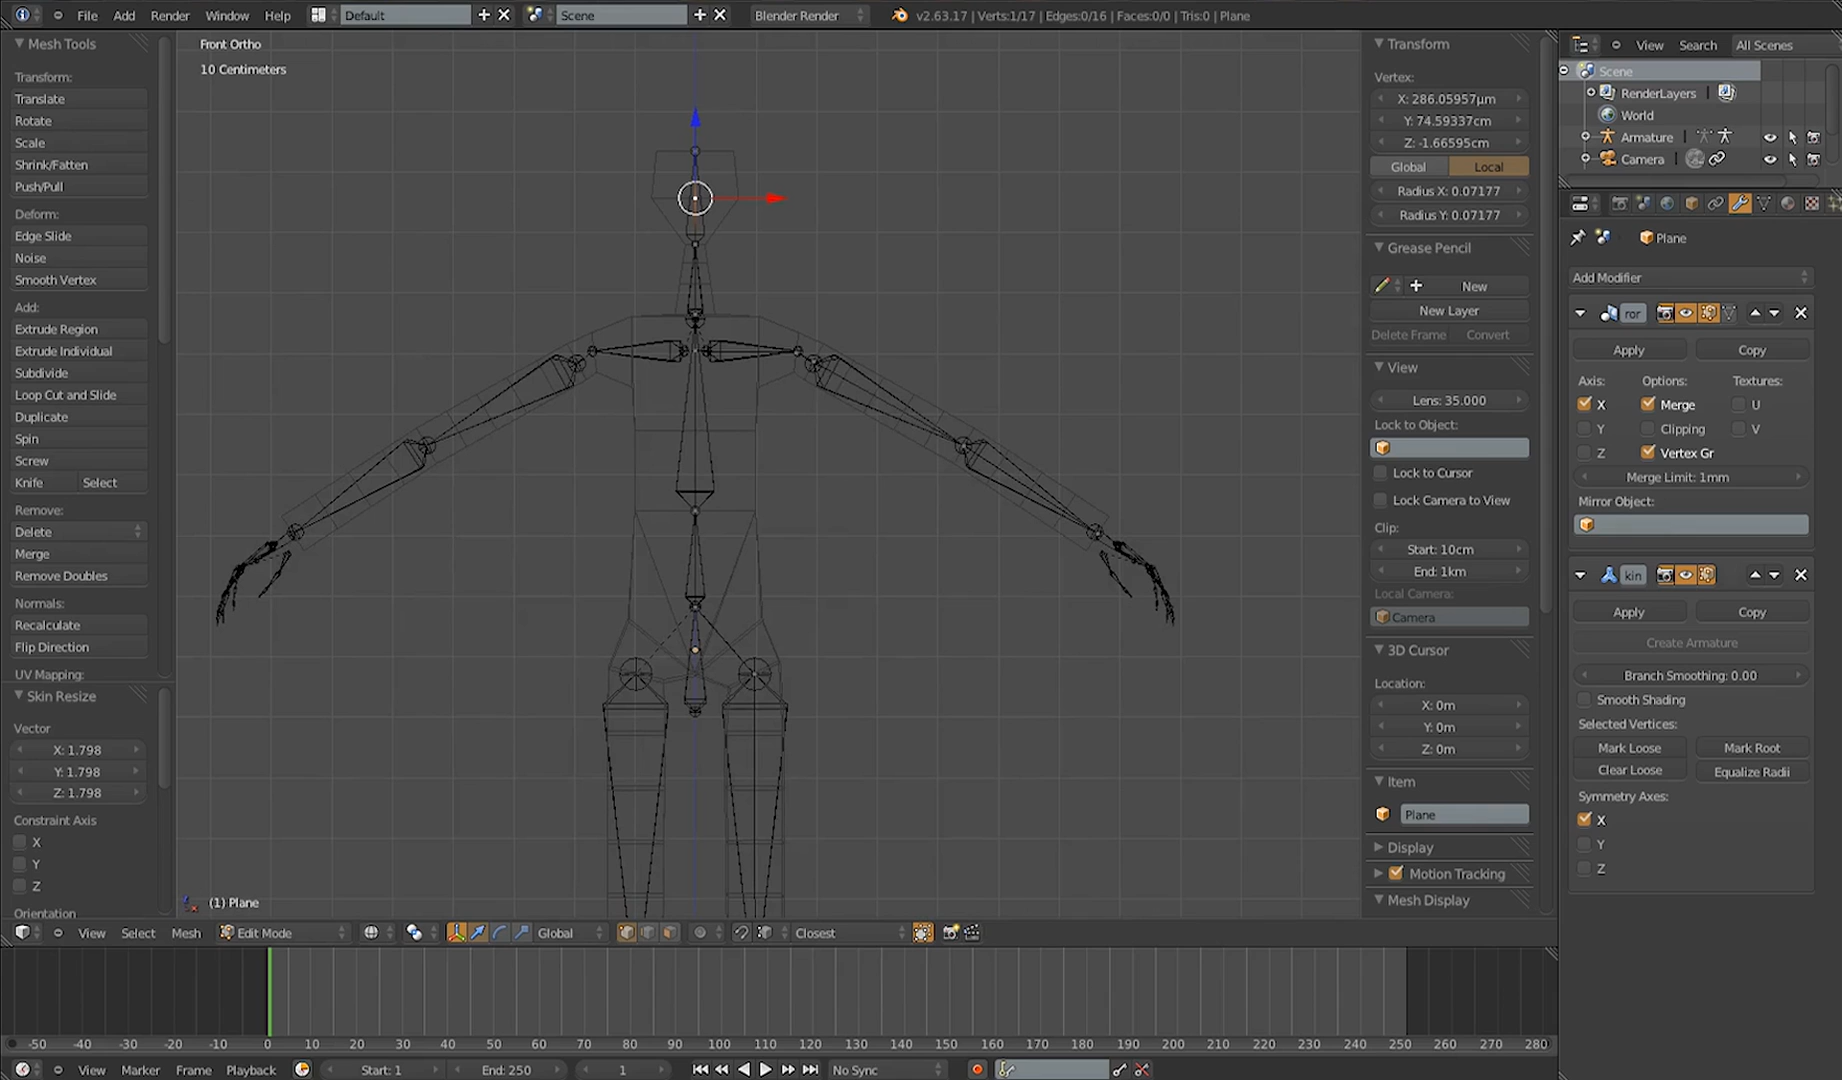 File Add Render Window Help Default Scene Blender Render v2.63.17 | Verts:1/17 | Edges:0/16 | Faces:0/0 | Tris:0 | Plane
Mesh Tools
Transform:
Translate
Rotate
Scale
Shrink/Fatten
Push/Pull
Deform:
Edge Slide
Noise
Smooth Vertex
Add:
Extrude Region
Extrude Individual
Subdivide
Loop Cut and Slide
Duplicate
Spin
Screw
Knife Select
Remove:
Delete
Merge
Remove Doubles
Normals:
Recalculate
Flip Direction
UV Mapping:
Skin Resize
Vector
X: 1.798
Y: 1.798
Z: 1.798
Constraint Axis
X
Y
Z
Orientation
Front Ortho
10 Centimeters
(1) Plane
Transform
Vertex:
X: 286.05957µm
Y: 74.59337cm
Z: -1.66595cm
Global Local
Radius X: 0.07177
Radius Y: 0.07177
Grease Pencil
New
New Layer
Delete Frame Convert
View
Lens: 35.000
Lock to Object:
Lock to Cursor
Lock Camera to View
Clip:
Start: 10cm
End: 1km
Local Camera:
Camera
3D Cursor
Location:
X: 0m
Y: 0m
Z: 0m
Item
Plane
Display
Motion Tracking
Mesh Display
View Search All Scenes
Scene
RenderLayers |
World
Armature |
Camera |
Plane
Add Modifier
ror
Apply Copy
Axis: Options: Textures:
X Merge U
Y Clipping V
Z Vertex Gr
Merge Limit: 1mm
Mirror Object:
kin
Apply Copy
Create Armature
Branch Smoothing: 0.00
Smooth Shading
Selected Vertices:
Mark Loose Mark Root
Clear Loose Equalize Radii
Symmetry Axes:
X
Y
Z
View Select Mesh Edit Mode Global Closest
-50 -40 -30 -20 -10 0 10 20 30 40 50 60 70 80 90 100 110 120 130 140 150 160 170 180 190 200 210 220 230 240 250 260 270 280
View Marker Frame Playback Start: 1 End: 250 1 No Sync